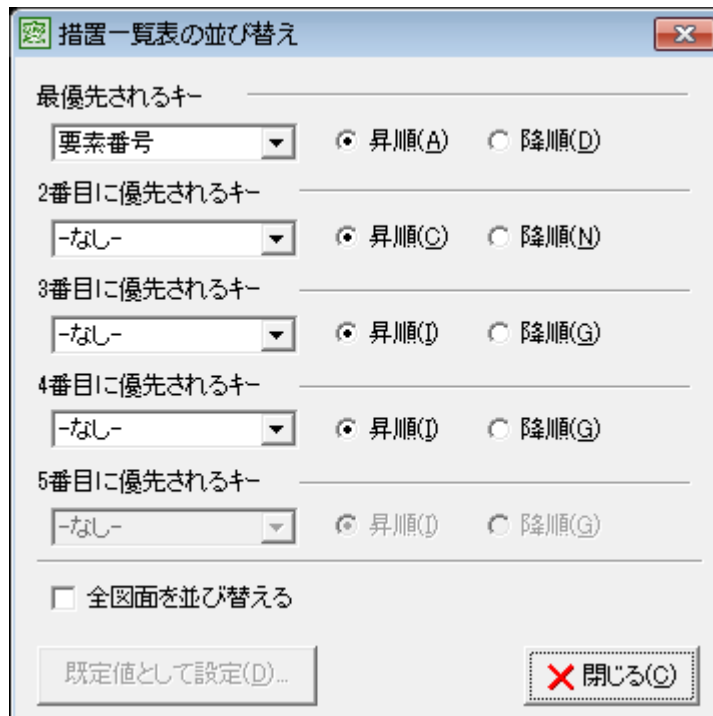 措置一覧表の並び替え
最優先されるキー
要素番号 昇順(A) 降順(D)
2番目に優先されるキー
-なし- 昇順(C) 降順(N)
3番目に優先されるキー
-なし- 昇順(I) 降順(G)
4番目に優先されるキー
-なし- 昇順(I) 降順(G)
5番目に優先されるキー
-なし- 昇順(I) 降順(G)
全図面を並び替える
既定値として設定(D)... 閉じる(C)